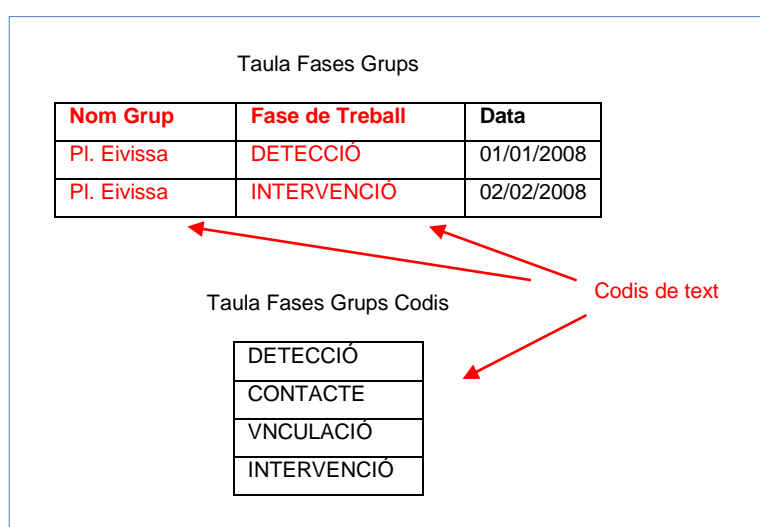 Taula Fases Grups
Nom Grup Fase de Treball Data
Pl. Eivissa DETECCIÓ 01/01/2008
Pl. Eivissa INTERVENCIÓ 02/02/2008
Codis de text
Taula Fases Grups Codis
DETECCIÓ
CONTACTE
VNCULACIÓ
INTERVENCIÓ